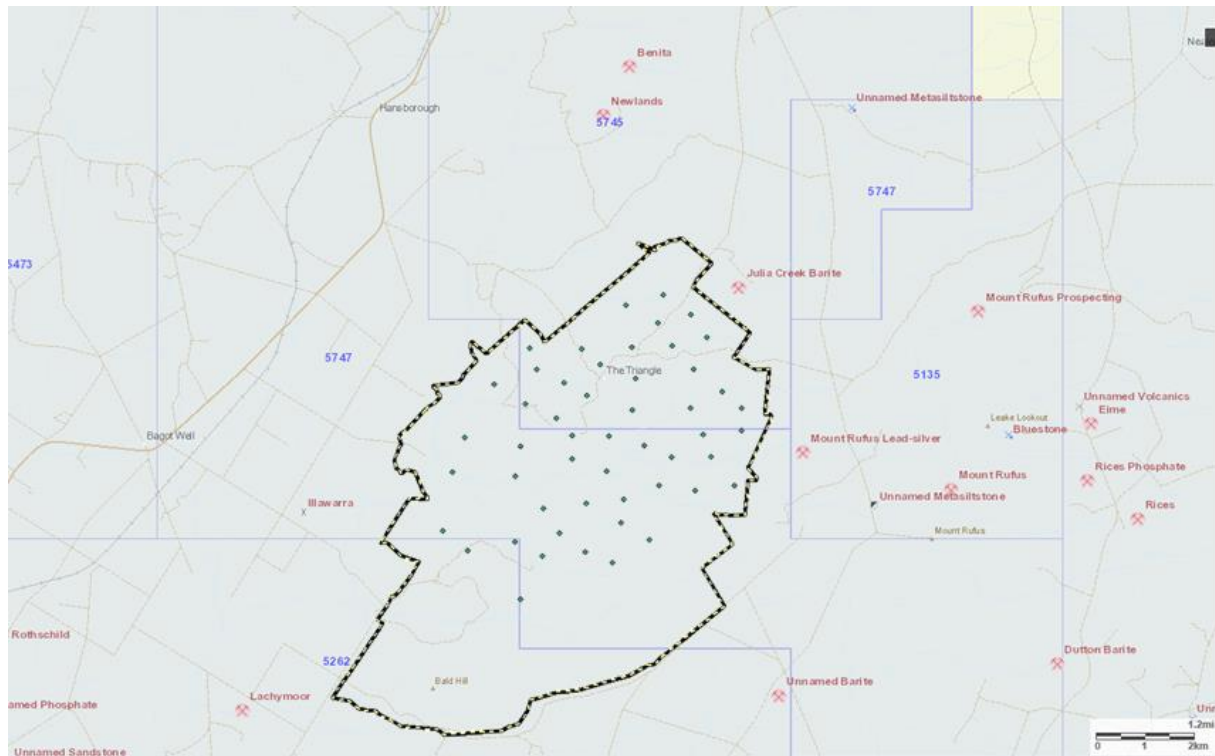 Benita
Hansborough
Newlands
5745
Unnamed Metasiltstone
5747
5473
Julia Creek Barite
Mount Rufus Prospecting
5747
The Triangle
5135
Unnamed Volcanics
Eime
Leake Lookout
Bluestone
Bagot Well
Mount Rufus Lead-silver
Mount Rufus
Rices Phosphate
Illawarra
Unnamed Metasiltstone
Rices
Mount Rufus
Rothschild
5262
Dutton Barite
Bald Hill
Unnamed Barite
Lachymoor
amed Phosphate
Unn
1.2mi
0 1 2km
Unnamed Sandstone